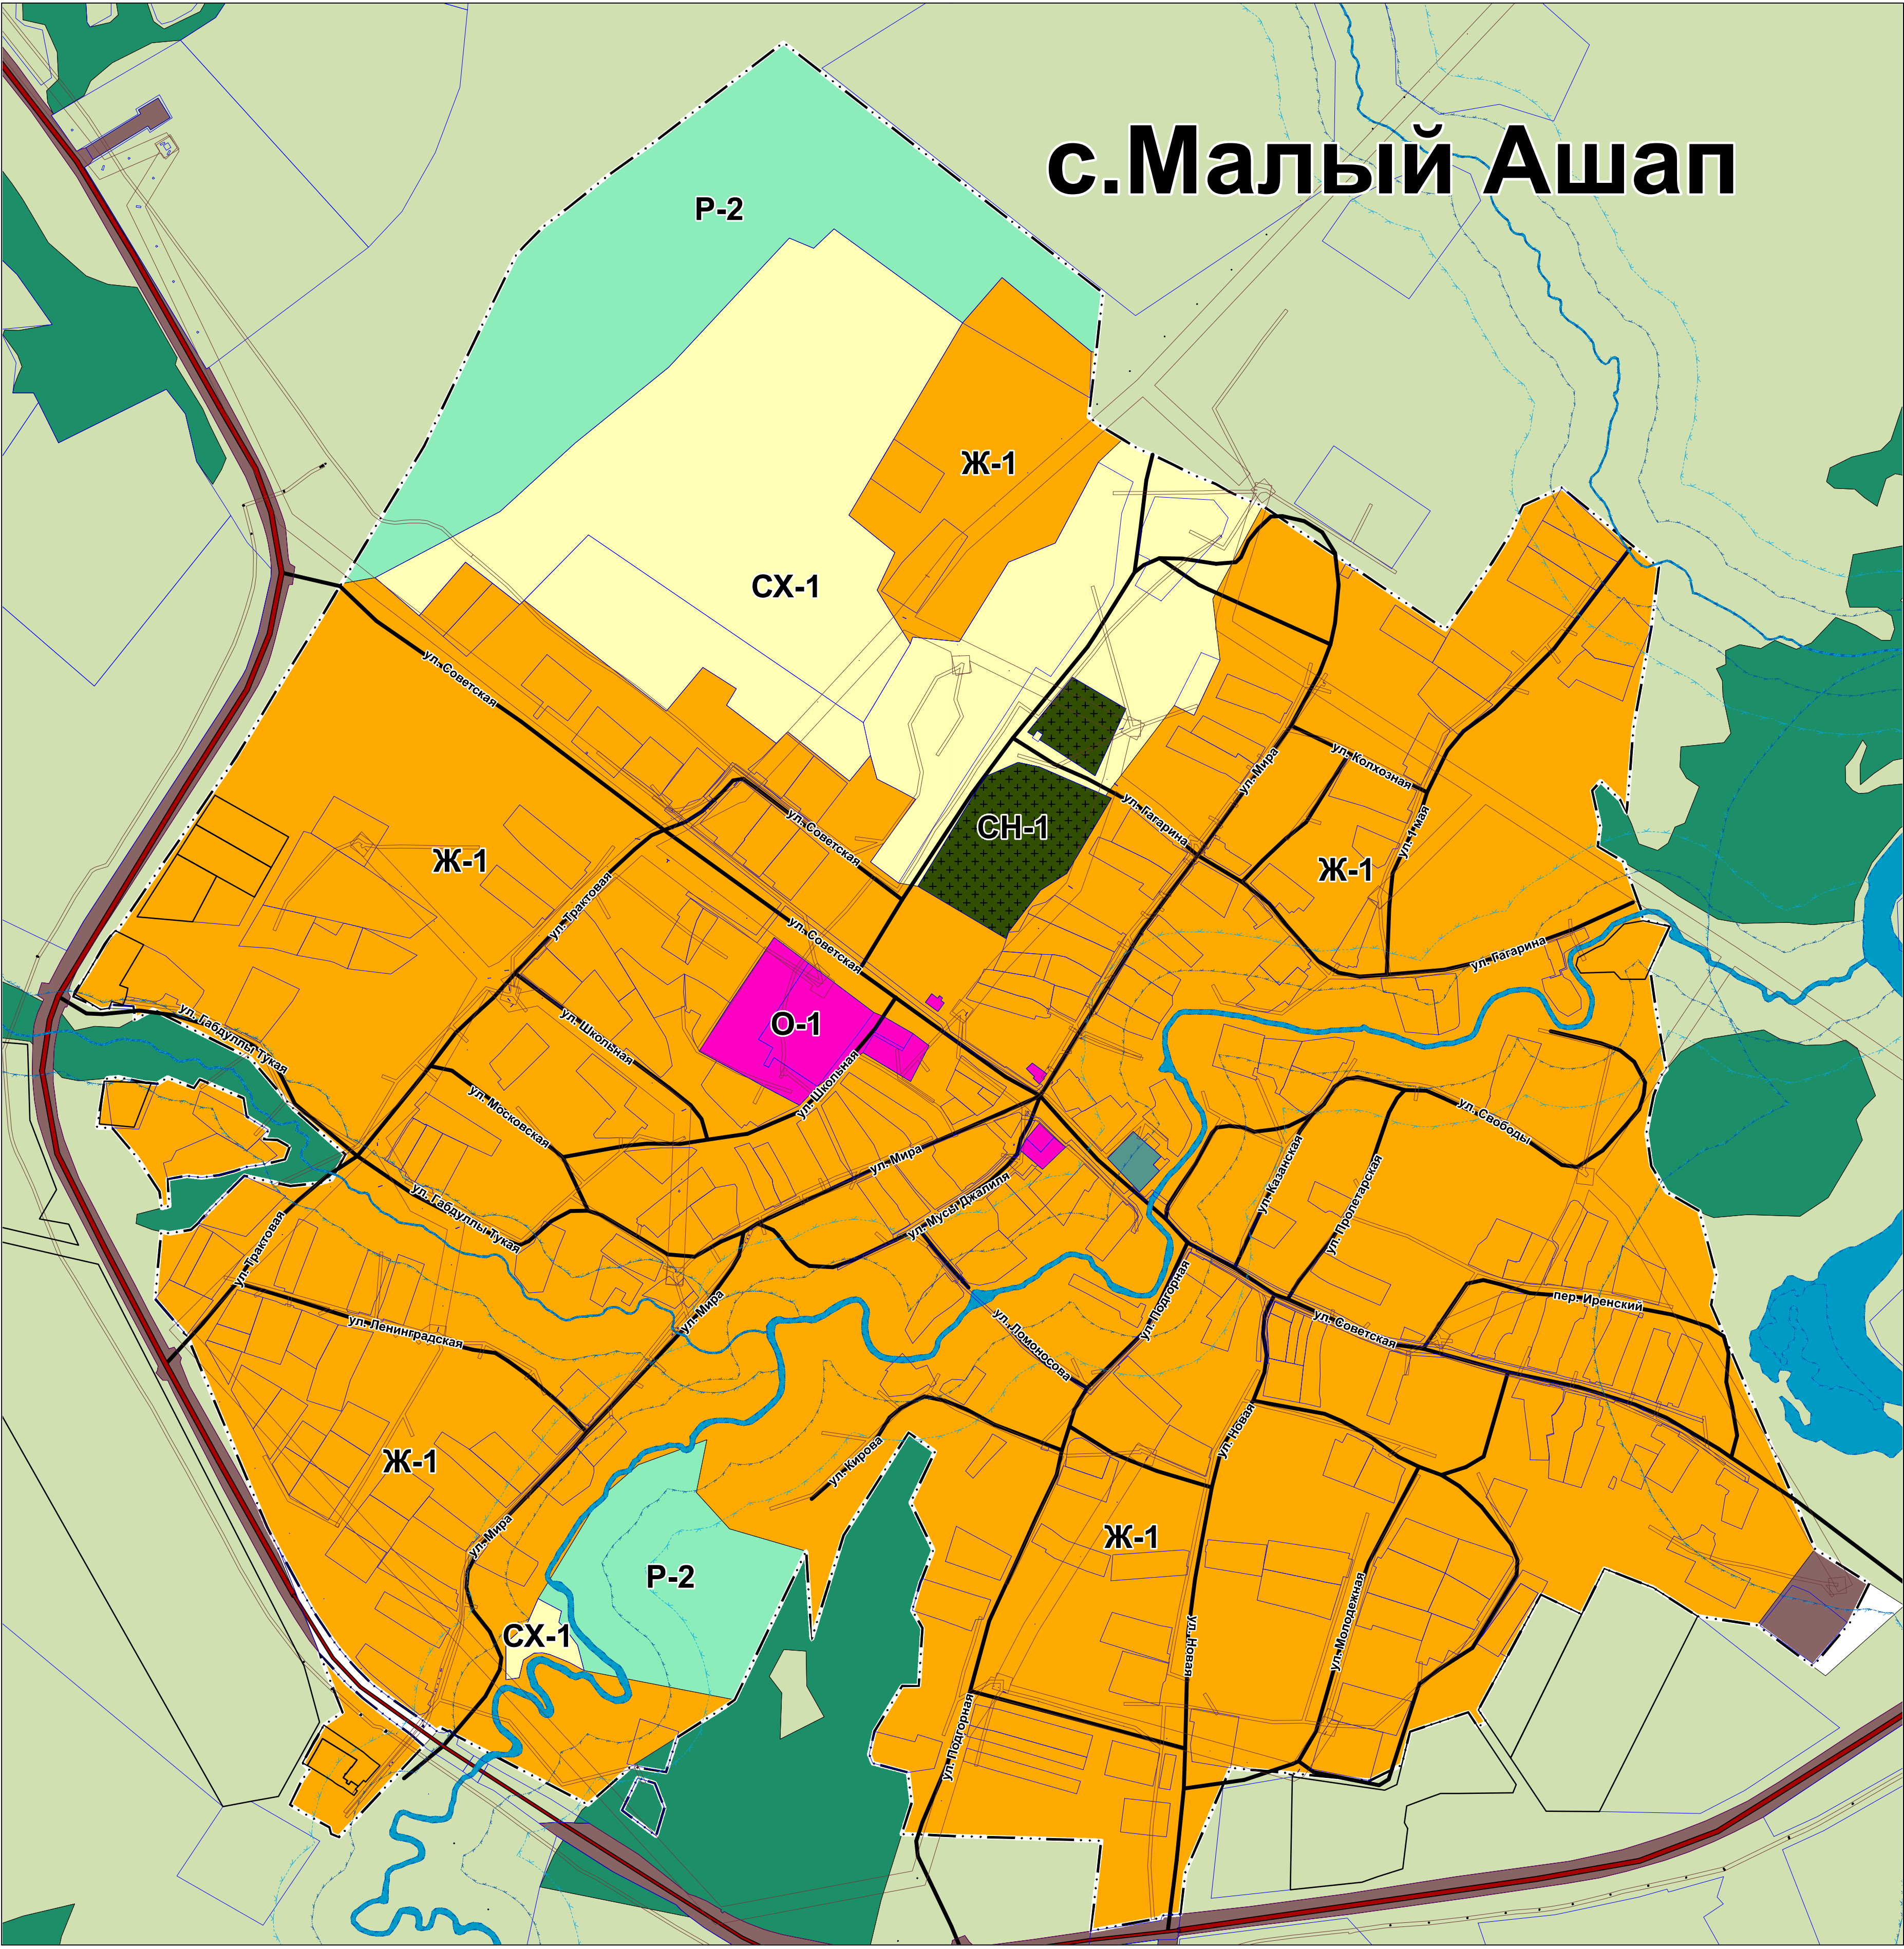 с.Малый Ашап
Р-2
Ж-1
СХ-1
ул. Советская
ул. Колхозная
ул. Мира
ул. Гагарина
ул. 1 мая
ул. Советская
СН-1
Ж-1
Ж-1
ул. Трактовая
ул. Советская
ул. Гагарина
О-1
ул. Габдуллы Тукая
ул. Школьная
ул. Школьная
ул. Московская
ул. Свободы
ул. Мира
ул. Казанская
ул. Пролетарская
ул. Габдуллы Тукая
ул. Мусы Джалиля
ул. Трактовая
ул. Подгорная
пер. Иренский
ул. Мира
ул. Ленинградская
ул. Ломоносова
ул. Советская
ул. Новая
Ж-1
ул. Кирова
ул. Мира
Ж-1
Р-2
СХ-1
ул. Молодежная
ул. Новая
ул. Подгорная